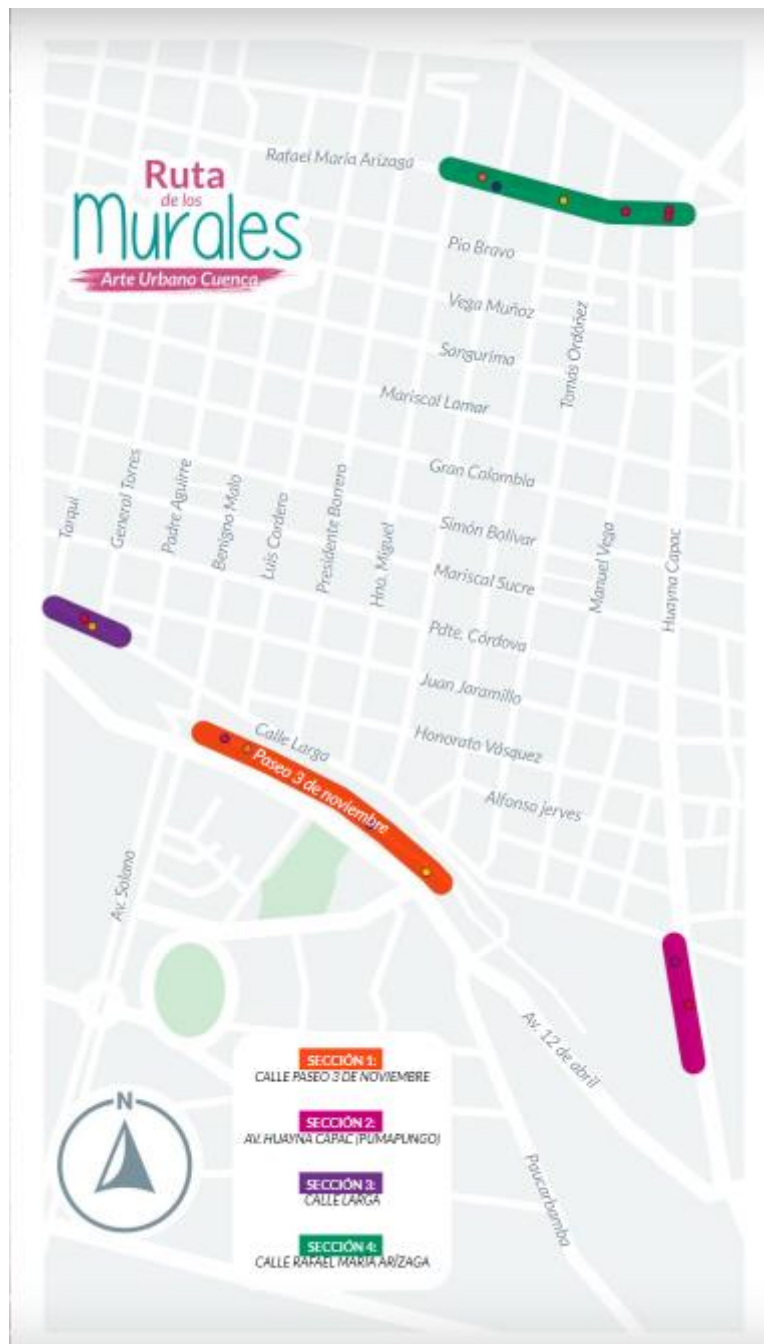 Ruta
de los
Murales
Arte Urbano Cuenca
Rafael María Arízaga
Pío Bravo
Vega Muñoz
Sangurima
Tomás Ordóñez
Mariscal Lamar
Gran Colombia
Simón Bolívar
Mariscal Sucre
Pdte. Córdova
Juan Jaramillo
Honorato Vásquez
Alfonso jerves
Tarqui
General Torres
Padre Aguirre
Benigno Malo
Luis Cordero
Presidente Borrero
Hno. Miguel
Manuel Vega
Huayna Capac
Calle Larga
Paseo 3 de noviembre
Av. Solano
Av. 12 de abril
Paucarbamba
N
SECCIÓN 1:
CALLE PASEO 3 DE NOVIEMBRE
SECCIÓN 2:
AV. HUAYNA CAPAC (PUMAPUNGO)
SECCIÓN 3:
CALLE LARGA
SECCIÓN 4:
CALLE RAFAEL MARÍA ARÍZAGA